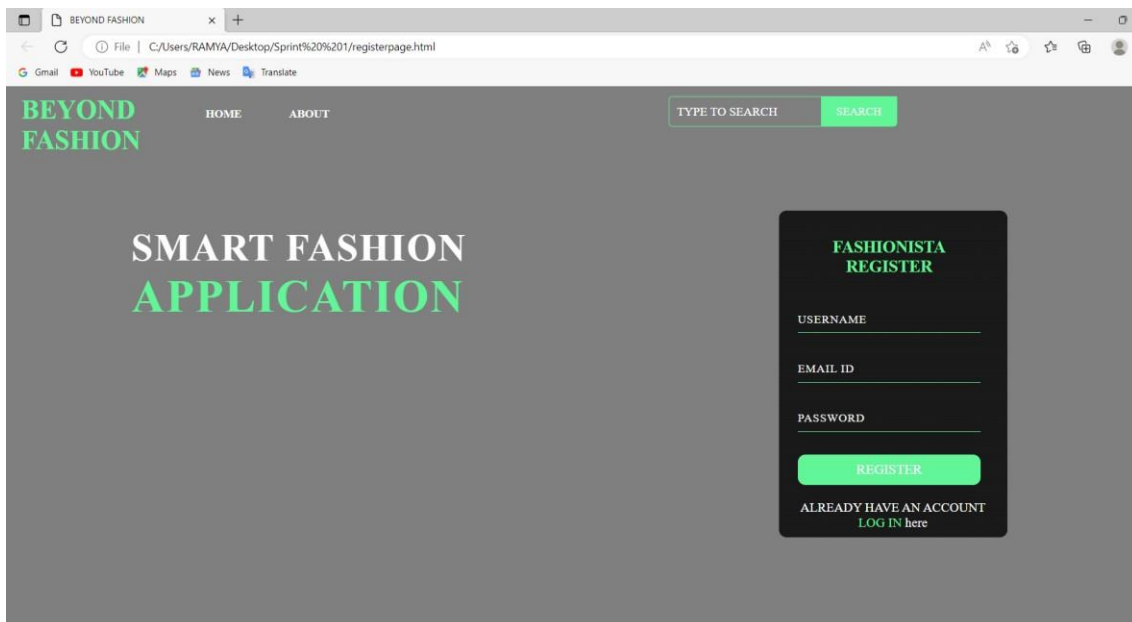 BEYOND FASHION
File | C:/Users/RAMYA/Desktop/Sprint%20%201/registerpage.html
Gmail YouTube Maps News Translate
BEYOND
FASHION
HOME ABOUT
TYPE TO SEARCH SEARCH
SMART FASHION
APPLICATION
FASHIONISTA
REGISTER
USERNAME
EMAIL ID
PASSWORD
REGISTER
ALREADY HAVE AN ACCOUNT
LOG IN here